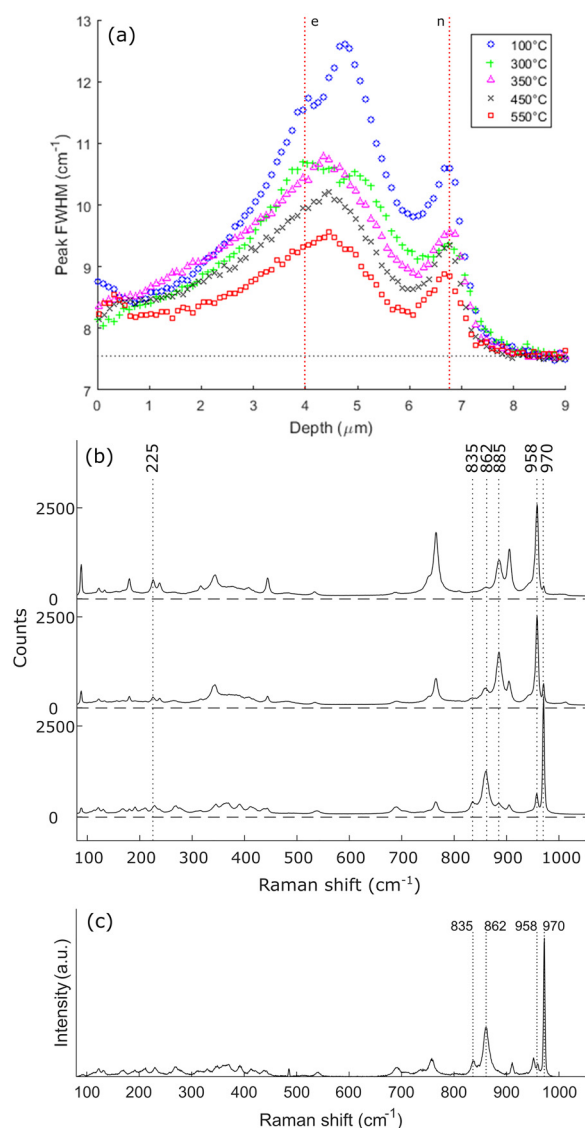 (a)
e
n
100°C
300°C
350°C
450°C
550°C
13
12
11
10
9
8
7
Peak FWHM (cm⁻¹)
0 1 2 3 4 5 6 7 8 9
Depth (μm)
(b)
225
835
862
885
958
970
2500
0
2500
0
2500
0
Counts
100 200 300 400 500 600 700 800 900 1000
Raman shift (cm⁻¹)
(c)
835 862 958 970
Intensity (a.u.)
100 200 300 400 500 600 700 800 900 1000
Raman shift (cm⁻¹)